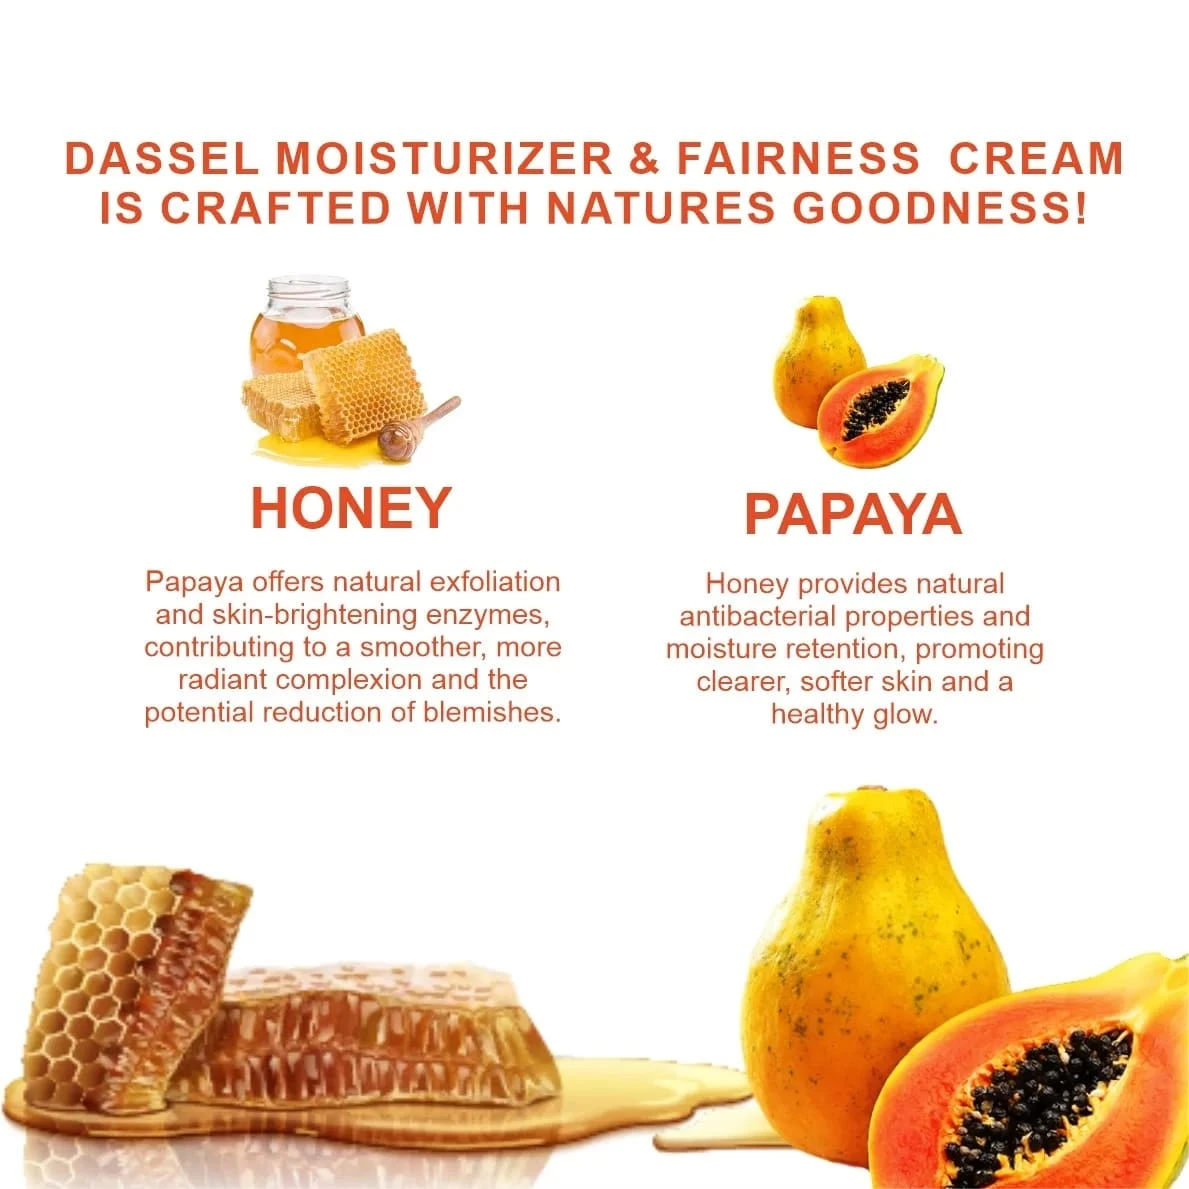 DASSEL MOISTURIZER & FAIRNESS CREAM
IS CRAFTED WITH NATURES GOODNESS!
HONEY
Papaya offers natural exfoliation
and skin-brightening enzymes,
contributing to a smoother, more
radiant complexion and the
potential reduction of blemishes.
PAPAYA
Honey provides natural
antibacterial properties and
moisture retention, promoting
clearer, softer skin and a
healthy glow.